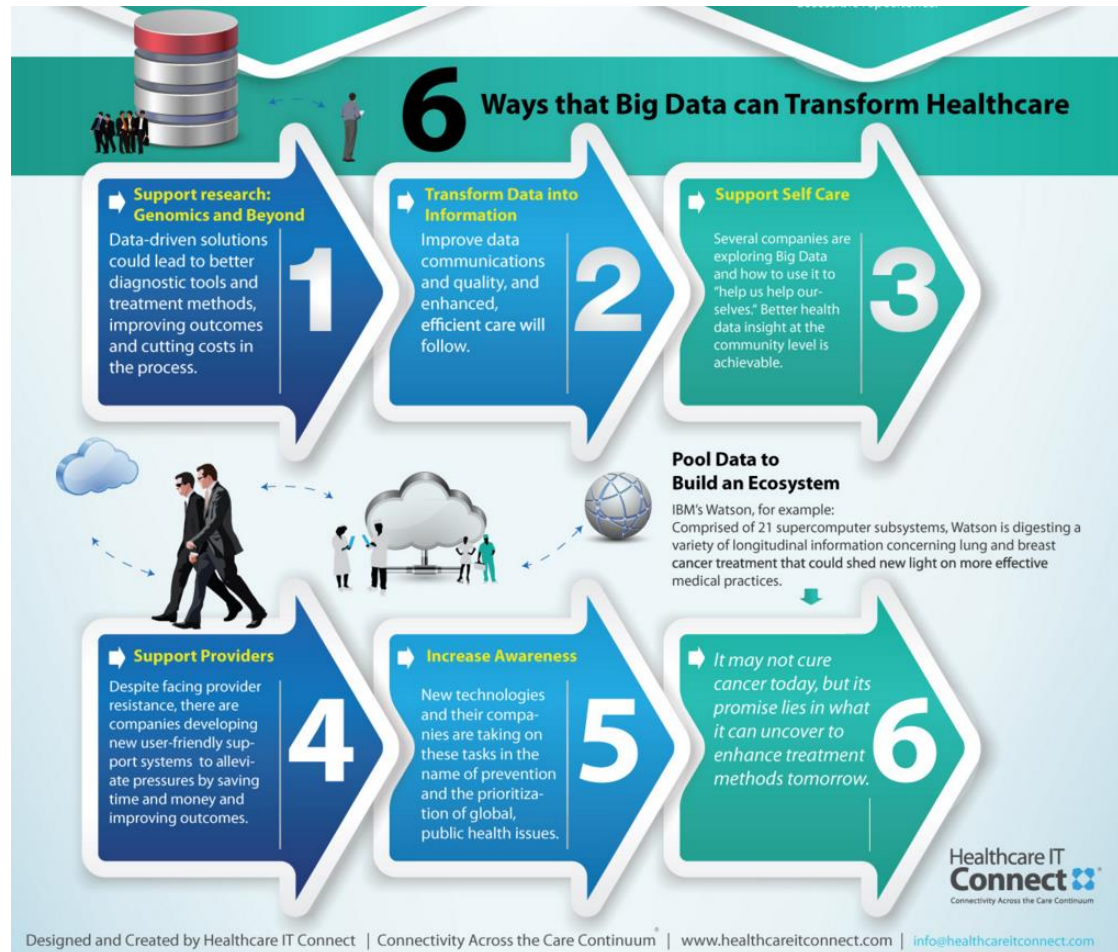 6 Ways that Big Data can Transform Healthcare
Support research:
Genomics and Beyond
Data-driven solutions
could lead to better
diagnostic tools and
treatment methods,
improving outcomes
and cutting costs in
the process.
1
Transform Data into
Information
Improve data
communications
and quality, and
enhanced,
efficient care will
follow.
2
Support Self Care
Several companies are
exploring Big Data
and how to use it to
"help us help our-
selves." Better health
data insight at the
community level is
achievable.
3
Pool Data to
Build an Ecosystem
IBM's Watson, for example:
Comprised of 21 supercomputer subsystems, Watson is digesting a
variety of longitudinal information concerning lung and breast
cancer treatment that could shed new light on more effective
medical practices.
Support Providers
Despite facing provider
resistance, there are
companies developing
new user-friendly sup-
port systems to allevi-
ate pressures by saving
time and money and
improving outcomes.
4
Increase Awareness
New technologies
and their compa-
nies are taking on
these tasks in the
name of prevention
and the prioritiza-
tion of global,
public health issues.
5
It may not cure
cancer today, but its
promise lies in what
it can uncover to
enhance treatment
methods tomorrow.
6
Healthcare IT
Connect
Connectivity Across the Care Continuum
Designed and Created by Healthcare IT Connect | Connectivity Across the Care Continuum® | www.healthcareitconnect.com | info@healthcareitconnect.com